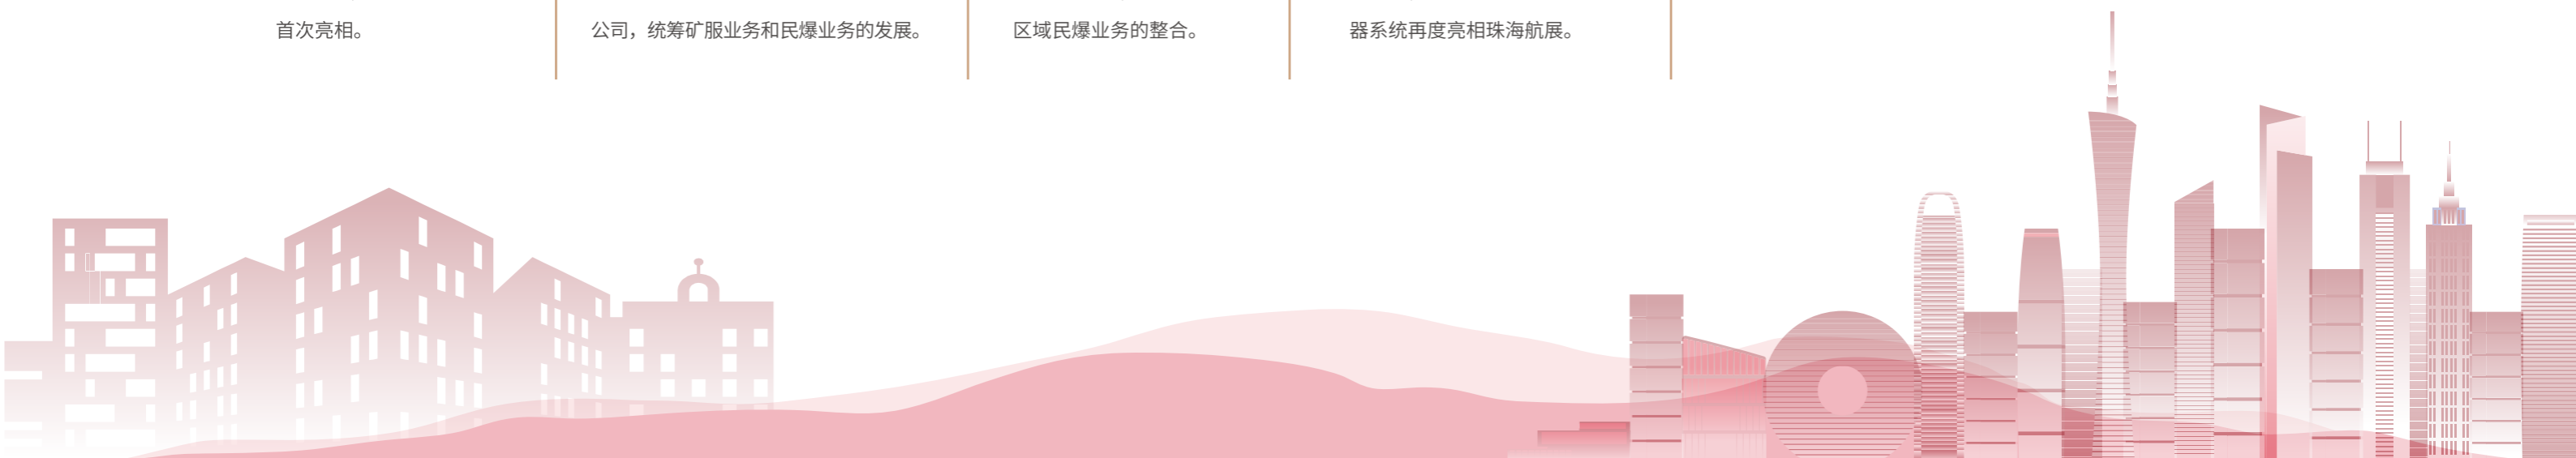 首次亮相。
公司，统筹矿服业务和民爆业务的发展。
区域民爆业务的整合。
器系统再度亮相珠海航展。